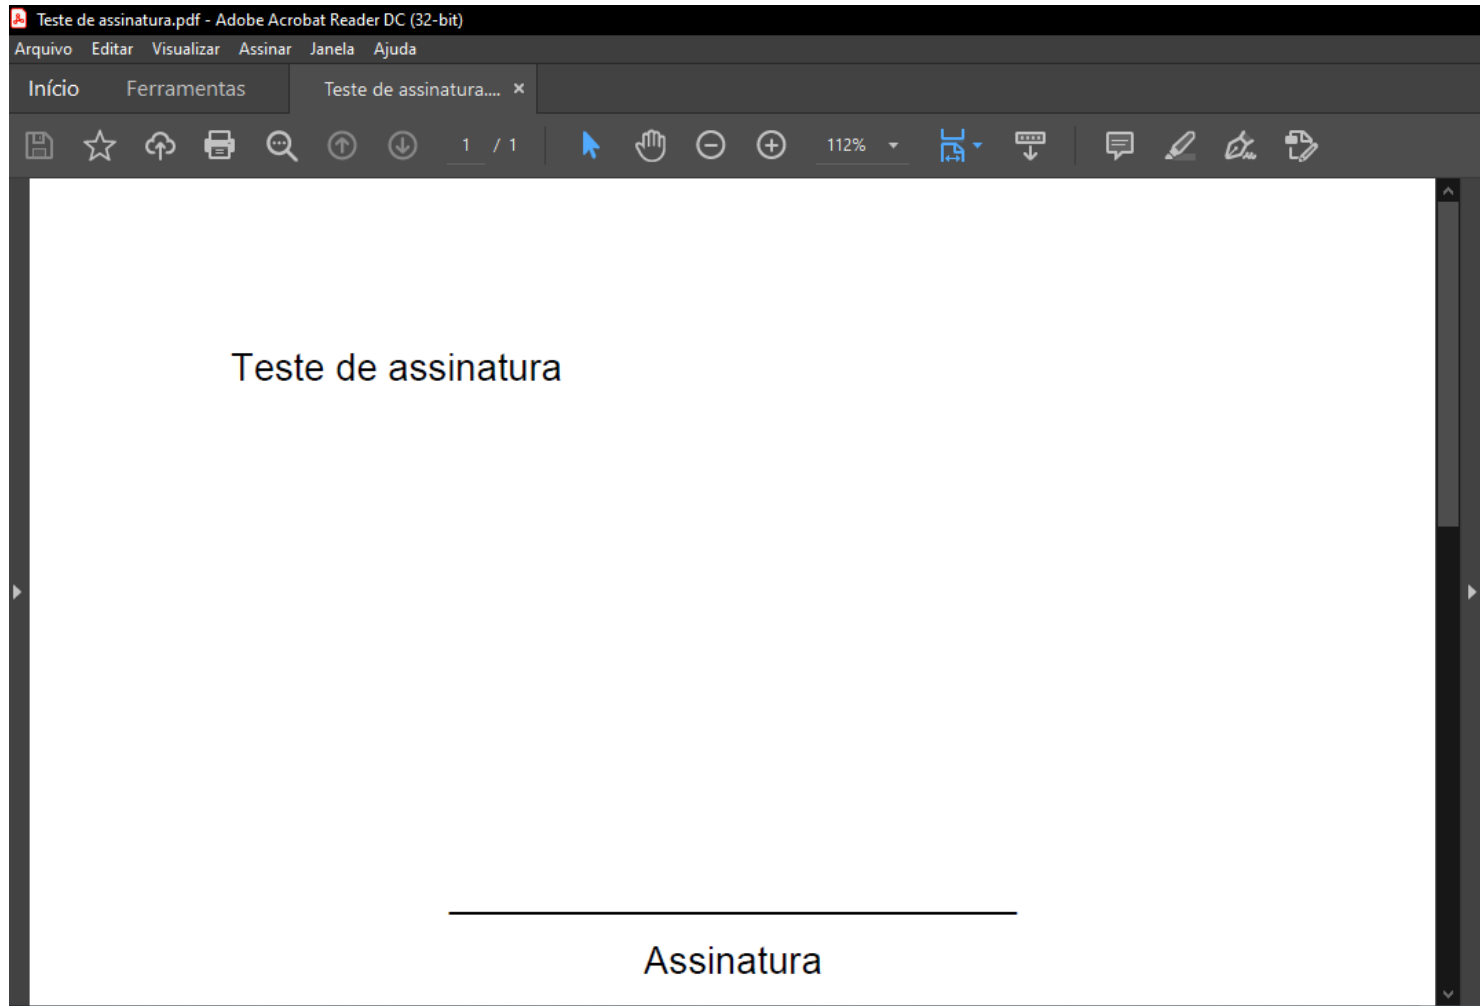 Teste de assinatura.pdf - Adobe Acrobat Reader DC (32-bit)
Arquivo Editar Visualizar Assinar Janela Ajuda
Início Ferramentas Teste de assinatura.... ×
1 / 1 112%
Teste de assinatura
Assinatura